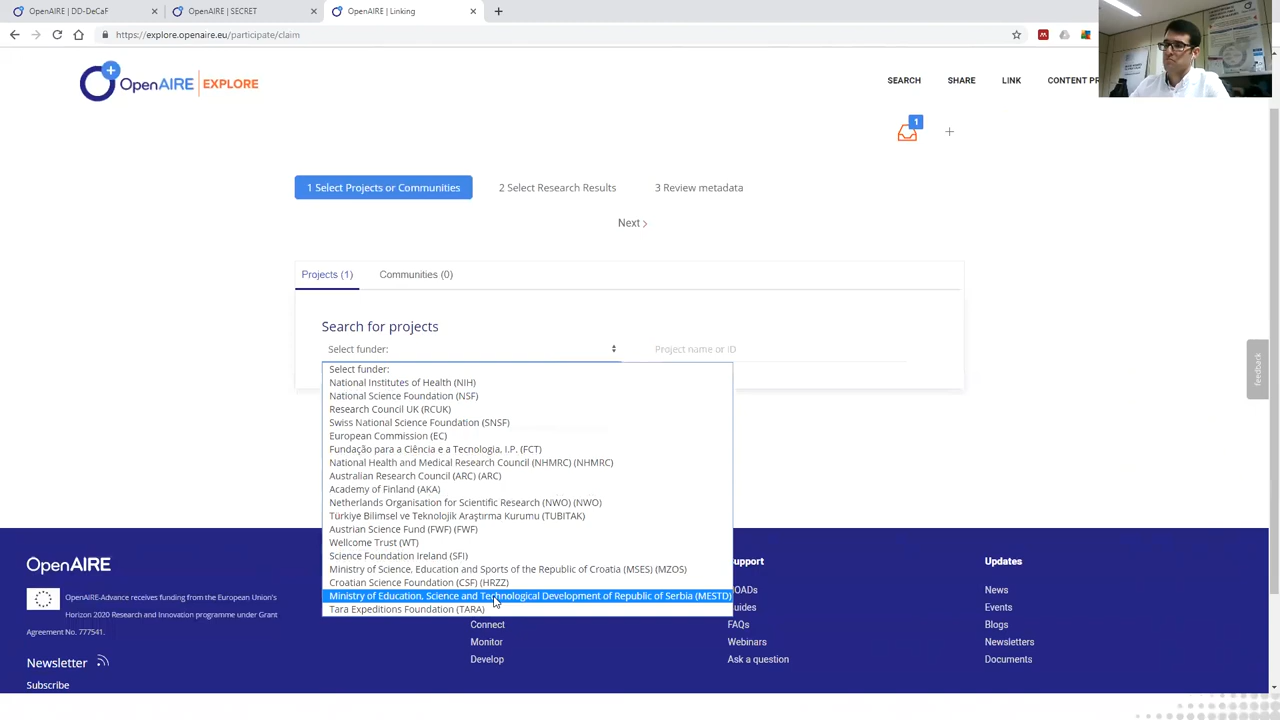 OpenAIRE | DD-DeCaF
OpenAIRE | SECRET
OpenAIRE | Linking
https://explore.openaire.eu/participate/claim
OpenAIRE | EXPLORE
SEARCH
SHARE
LINK
CONTENT PR
1
1 Select Projects or Communities
2 Select Research Results
3 Review metadata
Next
Projects (1)
Communities (0)
Search for projects
Select funder:
Project name or ID
Select funder:
National Institutes of Health (NIH)
National Science Foundation (NSF)
Research Council UK (RCUK)
Swiss National Science Foundation (SNSF)
European Commission (EC)
Fundação para a Ciência e a Tecnologia, I.P. (FCT)
National Health and Medical Research Council (NHMRC) (NHMRC)
Australian Research Council (ARC) (ARC)
Academy of Finland (AKA)
Netherlands Organisation for Scientific Research (NWO) (NWO)
Türkiye Bilimsel ve Teknolojik Araştırma Kurumu (TUBITAK)
Austrian Science Fund (FWF) (FWF)
Wellcome Trust (WT)
Science Foundation Ireland (SFI)
Ministry of Science, Education and Sports of the Republic of Croatia (MSES) (MZOS)
Croatian Science Foundation (CSF) (HRZZ)
Ministry of Education, Science and Technological Development of Republic of Serbia (MESTD)
Tara Expeditions Foundation (TARA)
feedback
OpenAIRE
OpenAIRE-Advance receives funding from the European Union's
Horizon 2020 Research and Innovation programme under Grant
Agreement No. 777541.
Newsletter
Subscribe
Connect
Monitor
Develop
upport
OADs
uides
FAQs
Webinars
Ask a question
Updates
News
Events
Blogs
Newsletters
Documents